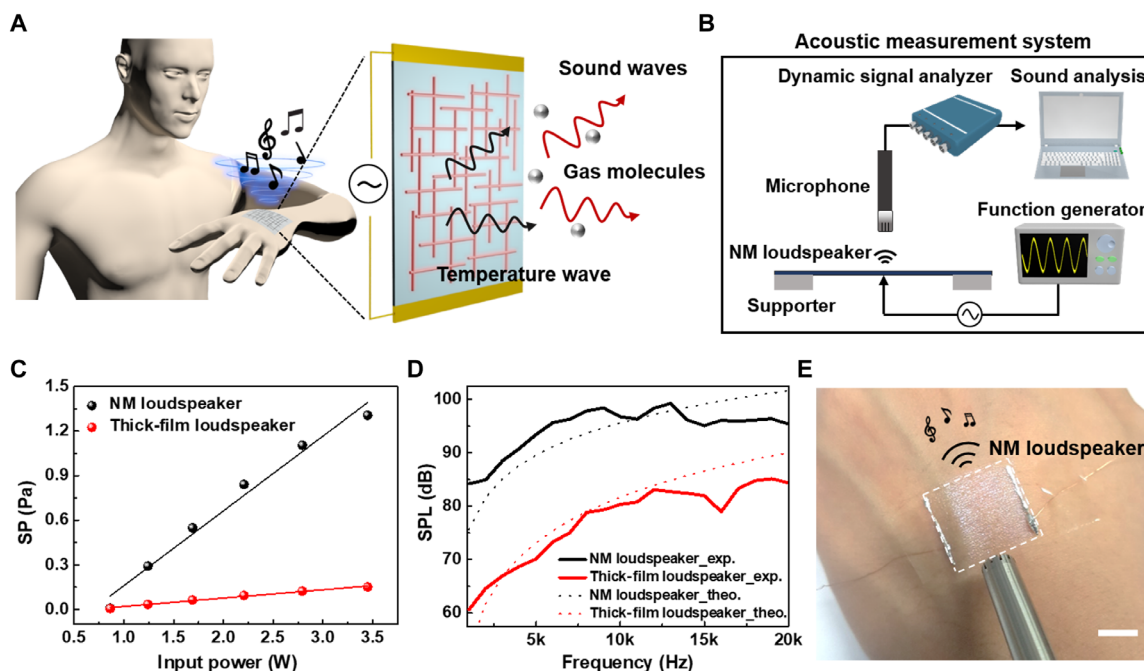 A
Sound waves
Gas molecules
Temperature wave
B
Acoustic measurement system
Dynamic signal analyzer
Sound analysis
Microphone
Function generator
NM loudspeaker
Supporter
C
SP (Pa)
1.5
1.2
0.9
0.6
0.3
0.0
NM loudspeaker
Thick-film loudspeaker
0.5 1.0 1.5 2.0 2.5 3.0 3.5
Input power (W)
D
SPL (dB)
100
90
80
70
60
NM loudspeaker_exp.
Thick-film loudspeaker_exp.
NM loudspeaker_theo.
Thick-film loudspeaker_theo.
5k 10k 15k 20k
Frequency (Hz)
E
NM loudspeaker